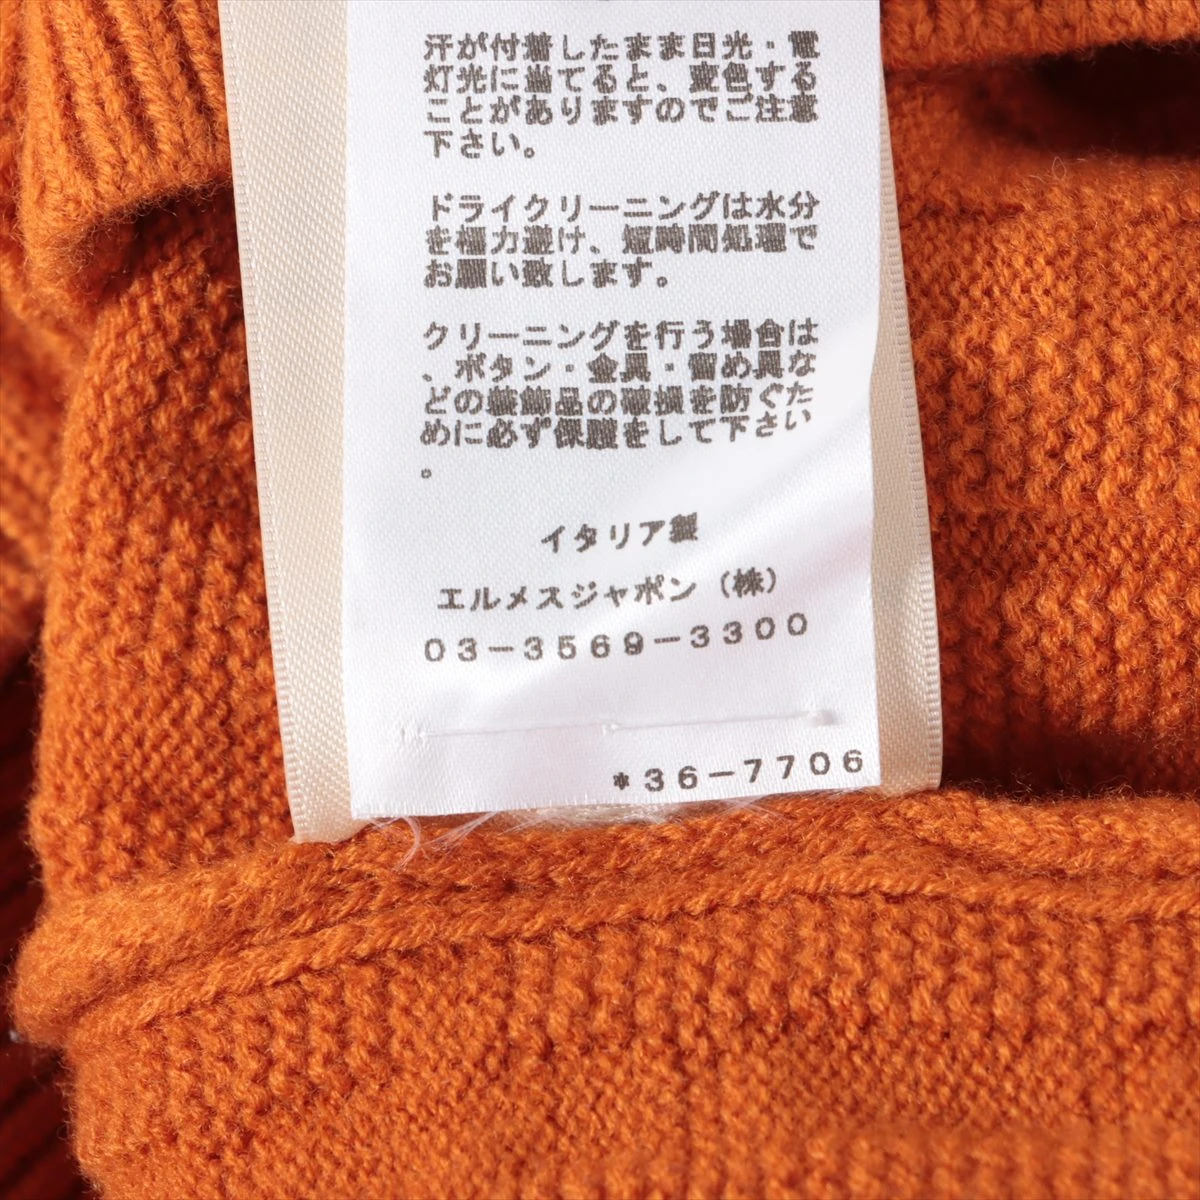 汗が付着したまま日光・電
灯光に当てると、変色する
ことがありますのでご注意
下さい。
ドライクリーニングは水分
を極力避け、短時間処理で
お願い致します。
クリーニングを行う場合は
、ボタン・金具・留め具な
どの装飾品の破損を防ぐた
めに必ず保護をして下さい
。
イタリア製
エルメスジャポン（株）
03-3569-3300
*36-7706